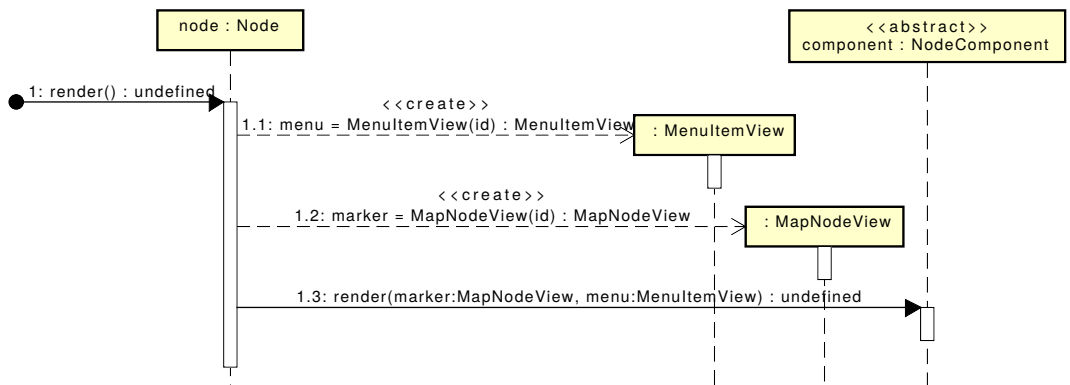 node : Node
<<abstract>>
component : NodeComponent
1: render() : undefined
<<create>>
1.1: menu = MenuItemView(id) : MenuItemView
: MenuItemView
<<create>>
1.2: marker = MapNodeView(id) : MapNodeView
: MapNodeView
1.3: render(marker:MapNodeView, menu:MenuItemView) : undefined